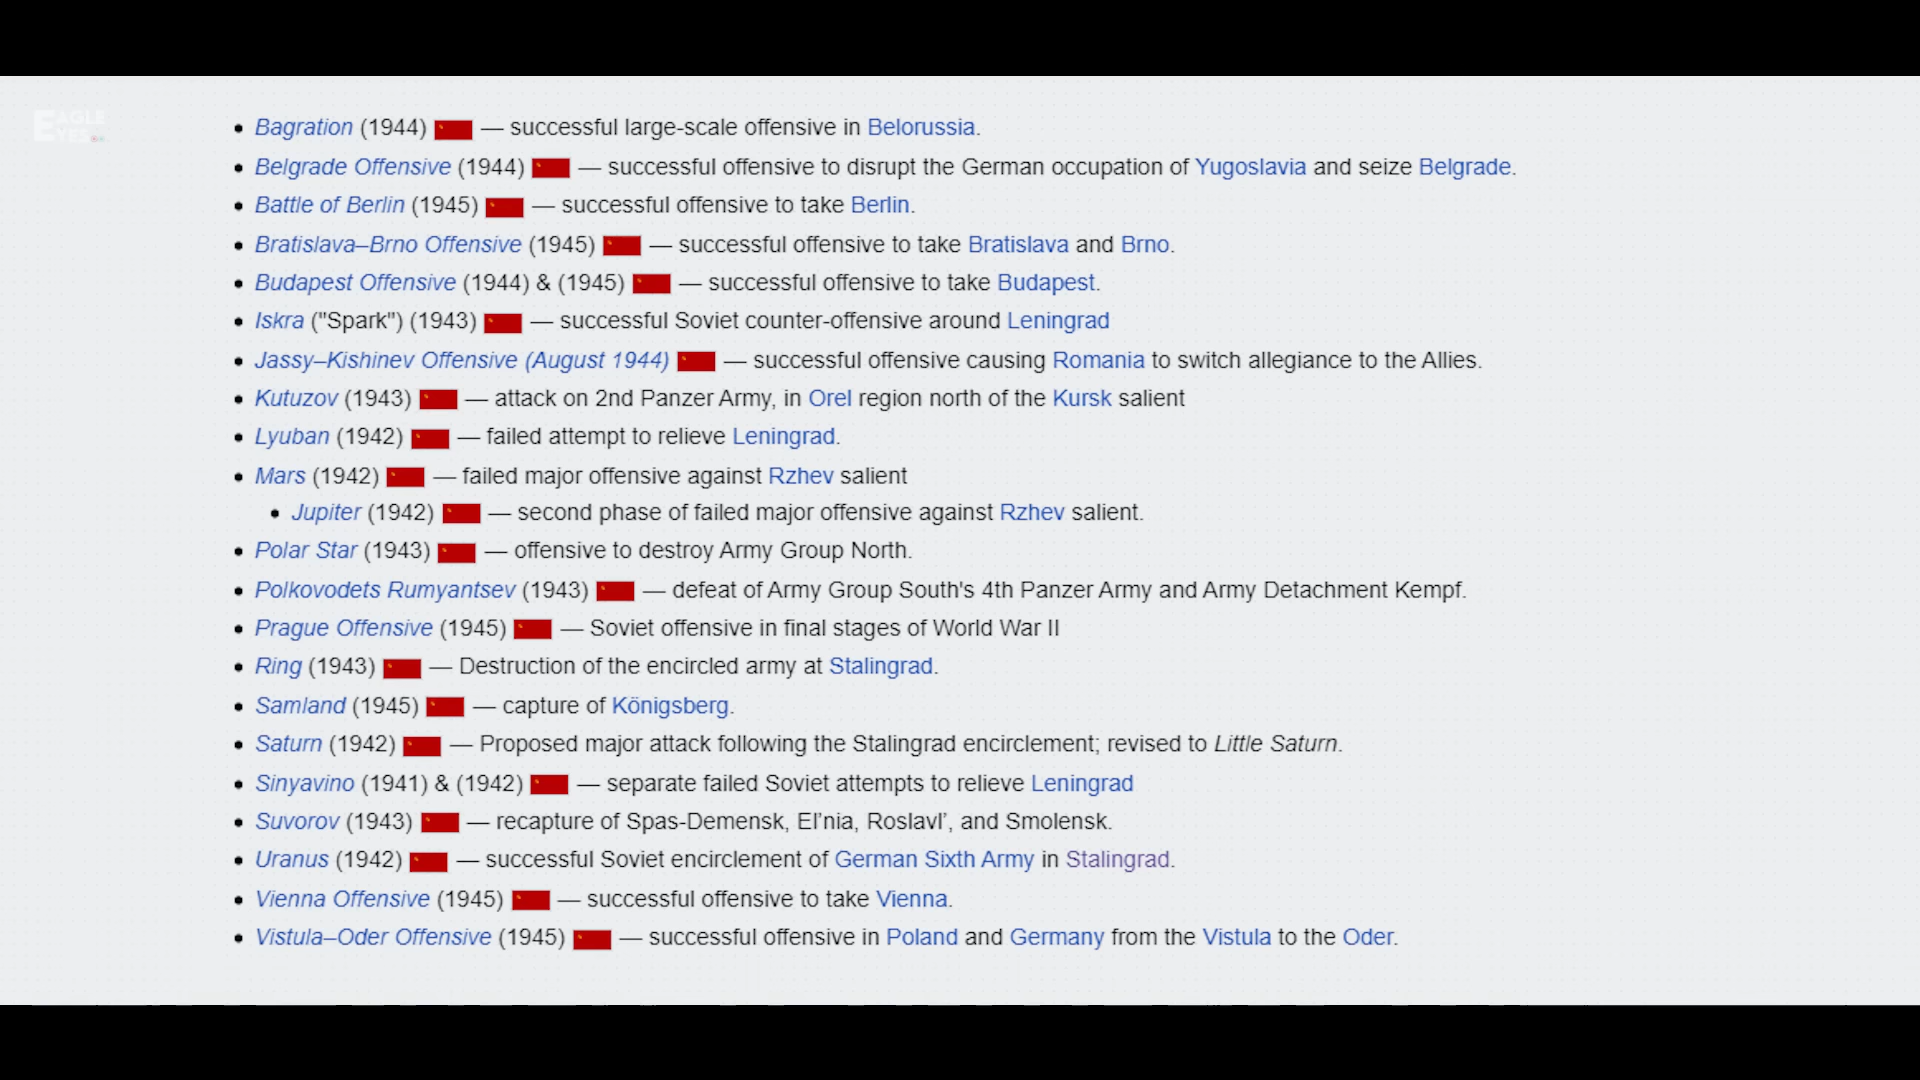 EAGLE
EYES
• Bagration (1944) — successful large-scale offensive in Belorussia.
• Belgrade Offensive (1944) — successful offensive to disrupt the German occupation of Yugoslavia and seize Belgrade.
• Battle of Berlin (1945) — successful offensive to take Berlin.
• Bratislava–Brno Offensive (1945) — successful offensive to take Bratislava and Brno.
• Budapest Offensive (1944) & (1945) — successful offensive to take Budapest.
• Iskra ("Spark") (1943) — successful Soviet counter-offensive around Leningrad
• Jassy–Kishinev Offensive (August 1944) — successful offensive causing Romania to switch allegiance to the Allies.
• Kutuzov (1943) — attack on 2nd Panzer Army, in Orel region north of the Kursk salient
• Lyuban (1942) — failed attempt to relieve Leningrad.
• Mars (1942) — failed major offensive against Rzhev salient
• Jupiter (1942) — second phase of failed major offensive against Rzhev salient.
• Polar Star (1943) — offensive to destroy Army Group North.
• Polkovodets Rumyantsev (1943) — defeat of Army Group South's 4th Panzer Army and Army Detachment Kempf.
• Prague Offensive (1945) — Soviet offensive in final stages of World War II
• Ring (1943) — Destruction of the encircled army at Stalingrad.
• Samland (1945) — capture of Königsberg.
• Saturn (1942) — Proposed major attack following the Stalingrad encirclement; revised to Little Saturn.
• Sinyavino (1941) & (1942) — separate failed Soviet attempts to relieve Leningrad
• Suvorov (1943) — recapture of Spas-Demensk, El’nia, Roslavl’, and Smolensk.
• Uranus (1942) — successful Soviet encirclement of German Sixth Army in Stalingrad.
• Vienna Offensive (1945) — successful offensive to take Vienna.
• Vistula–Oder Offensive (1945) — successful offensive in Poland and Germany from the Vistula to the Oder.